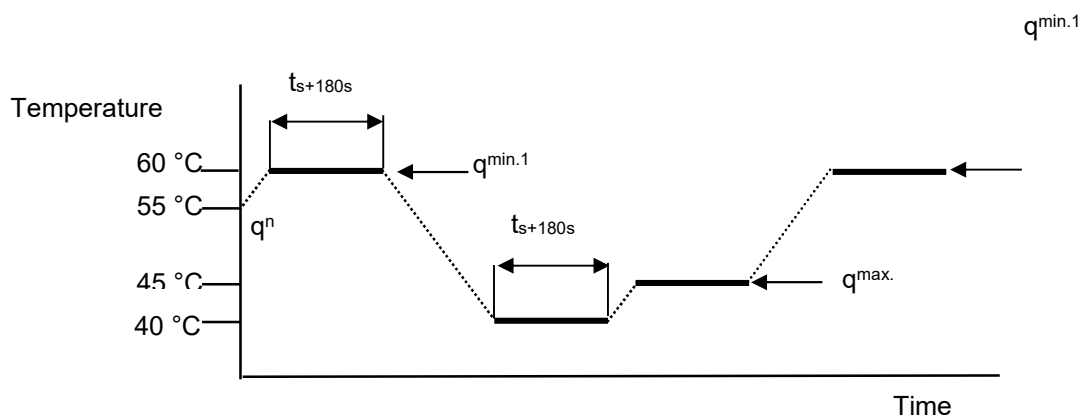 q^min.1
t_s+180s
Temperature
60 °C
q^min.1
55 °C
q^n
t_s+180s
45 °C
q^max.
40 °C
Time